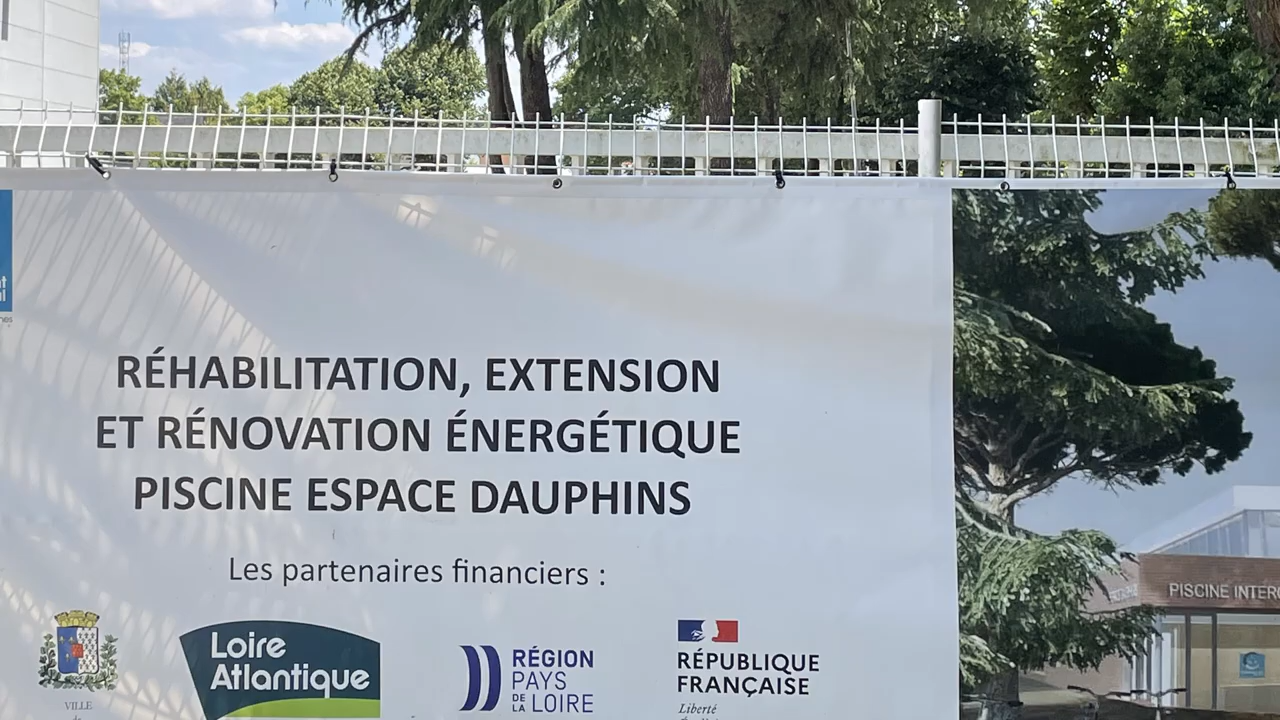 RÉHABILITATION, EXTENSION
ET RÉNOVATION ÉNERGÉTIQUE
PISCINE ESPACE DAUPHINS
Les partenaires financiers :
VILLE
Loire
Atlantique
RÉGION
PAYS
DE LA LOIRE
RÉPUBLIQUE
FRANÇAISE
Liberté
PISCINE INTER